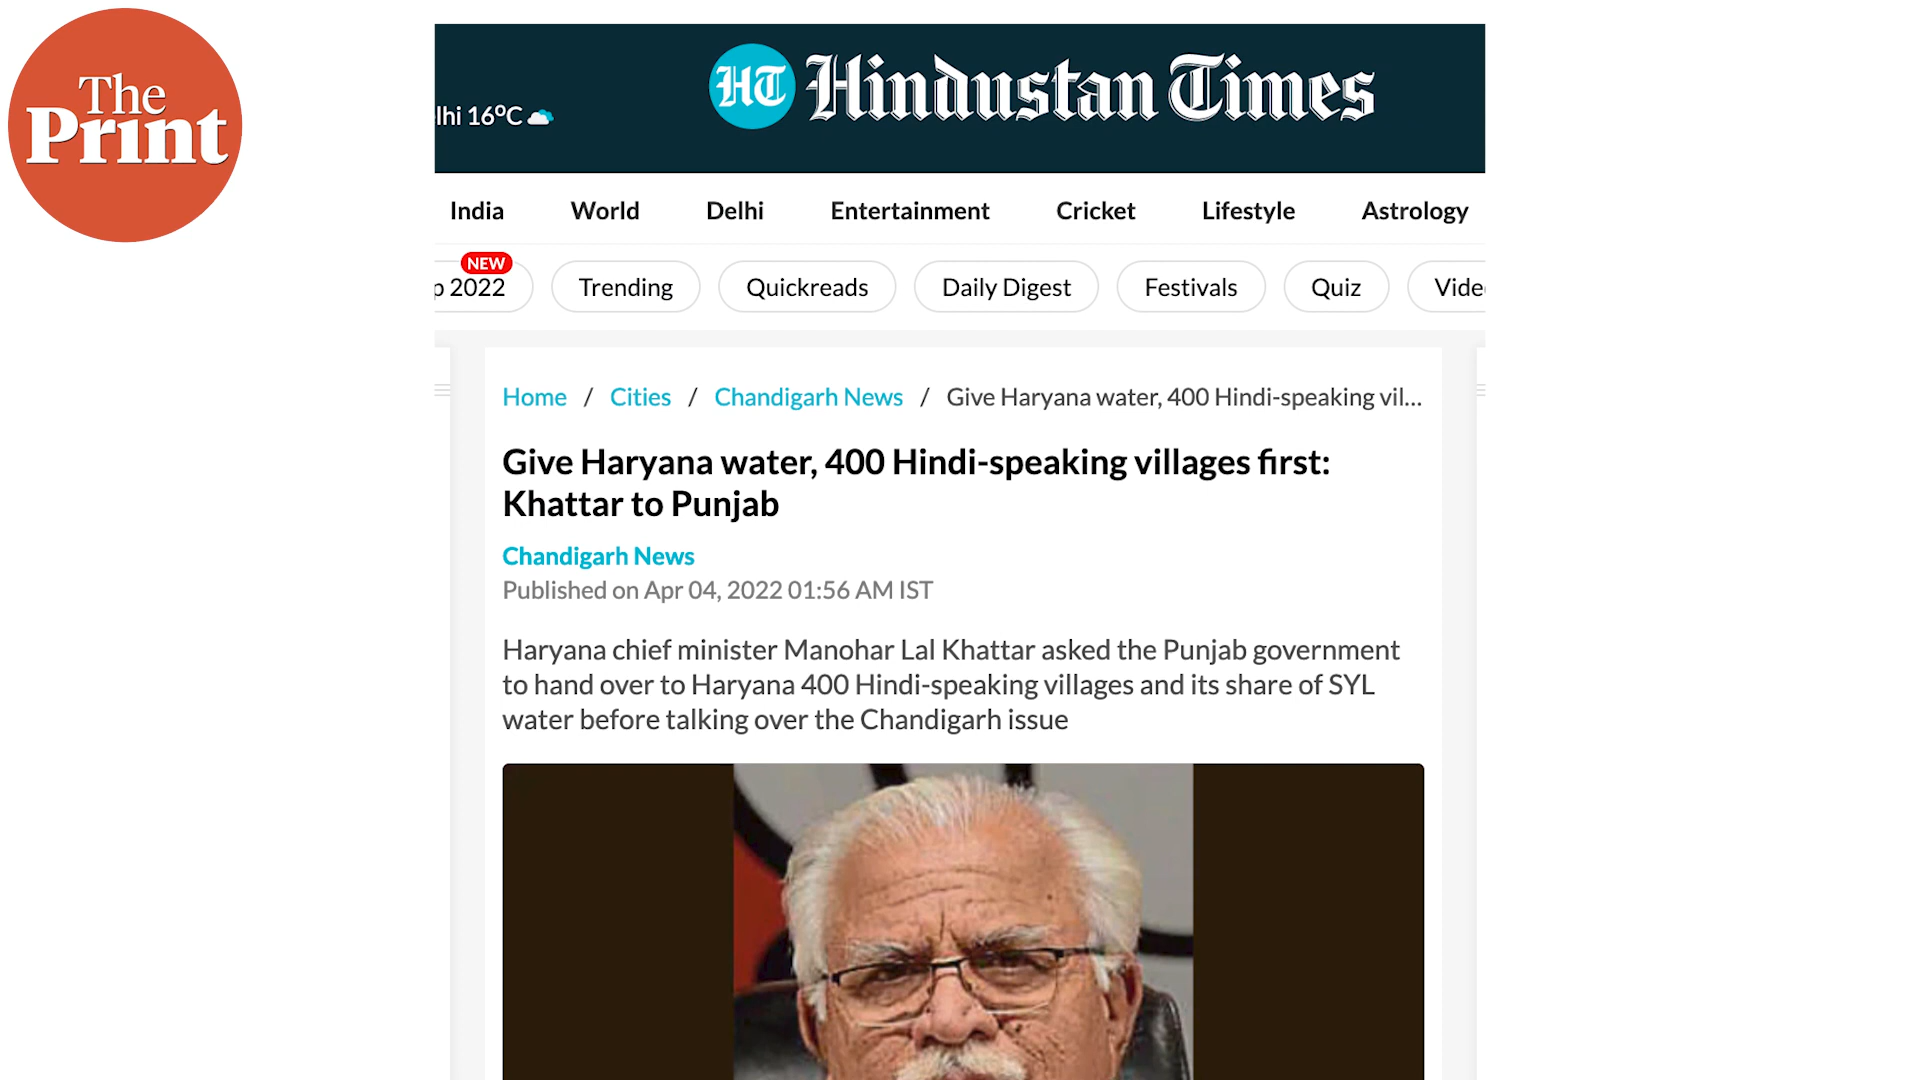 The
Print
HT Hindustan Times
lhi 16°C
India World Delhi Entertainment Cricket Lifestyle Astrology
NEW
p 2022 Trending Quickreads Daily Digest Festivals Quiz Vide
Home / Cities / Chandigarh News / Give Haryana water, 400 Hindi-speaking vil...
Give Haryana water, 400 Hindi-speaking villages first:
Khattar to Punjab
Chandigarh News
Published on Apr 04, 2022 01:56 AM IST
Haryana chief minister Manohar Lal Khattar asked the Punjab government
to hand over to Haryana 400 Hindi-speaking villages and its share of SYL
water before talking over the Chandigarh issue